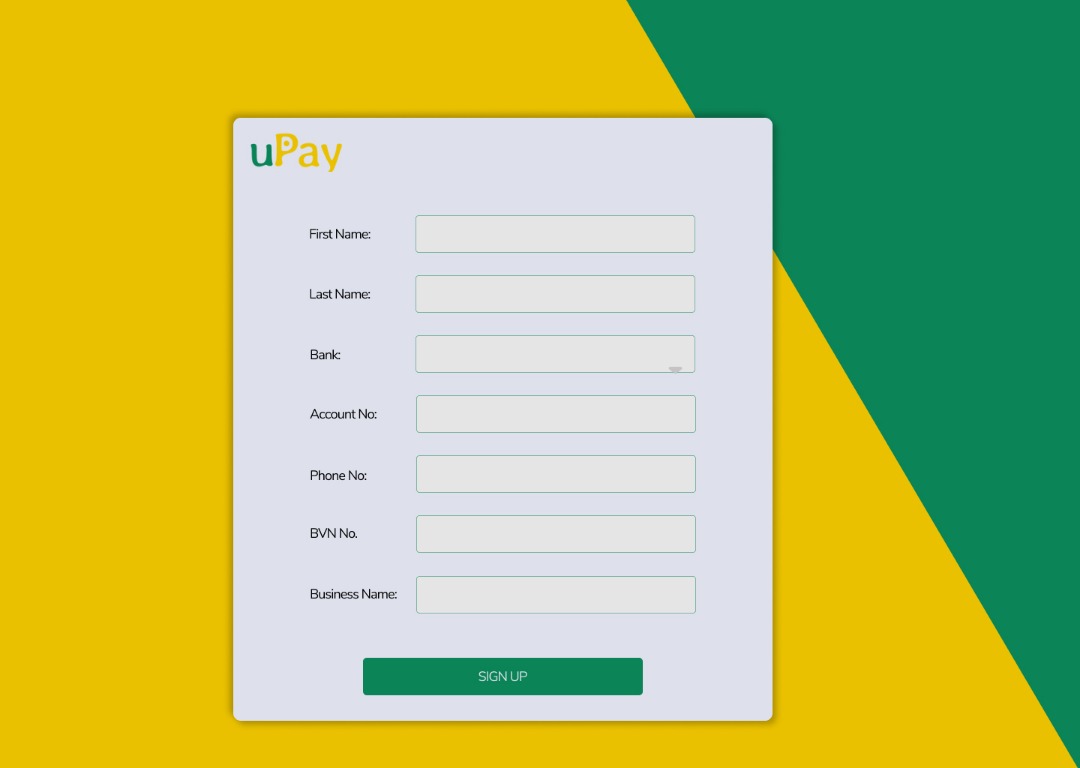 uPay
First Name:
Last Name:
Bank:
Account No:
Phone No:
BVN No.
Business Name:
SIGN UP